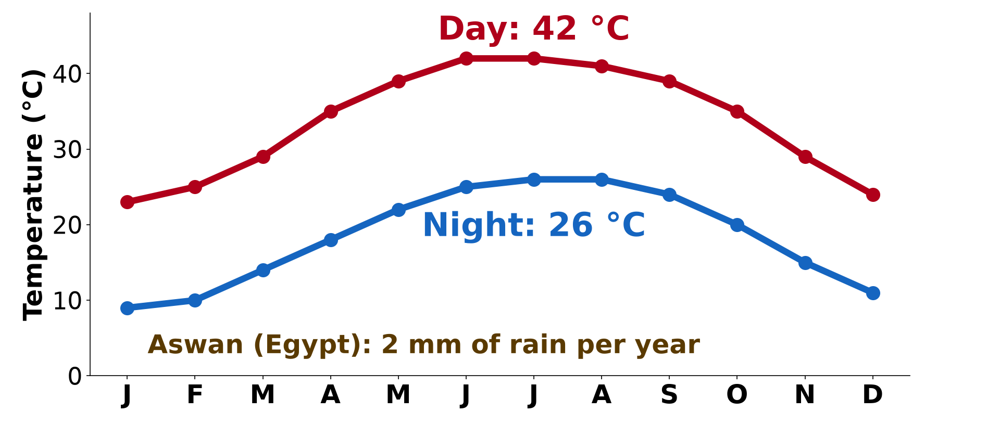 Day: 42 °C
Temperature (°C)
40
30
20
10
0
Night: 26 °C
Aswan (Egypt): 2 mm of rain per year
J F M A M J J A S O N D